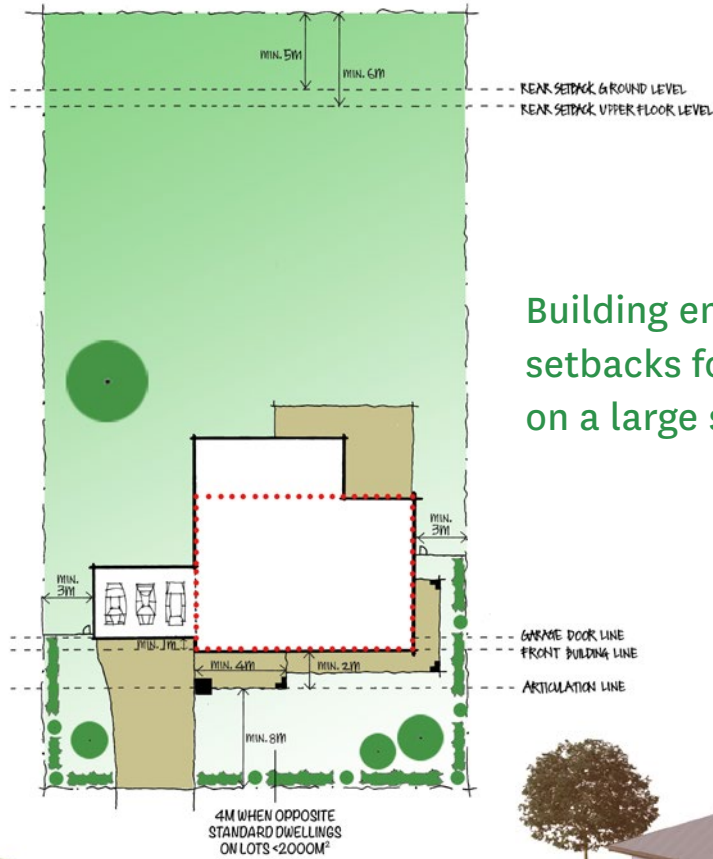 MIN. 5M
MIN. 6M
REAR SETBACK GROUND LEVEL
REAR SETBACK UPPER FLOOR LEVEL
Building en
setbacks fo
on a large s
MIN.
3M
MIN.
3M
GARAGE DOOR LINE
MIN. 1M
FRONT BUILDING LINE
MIN. 4M
MIN. 2M
ARTICULATION LINE
MIN. 8M
4M WHEN OPPOSITE
STANDARD DWELLINGS
ON LOTS <2000M²